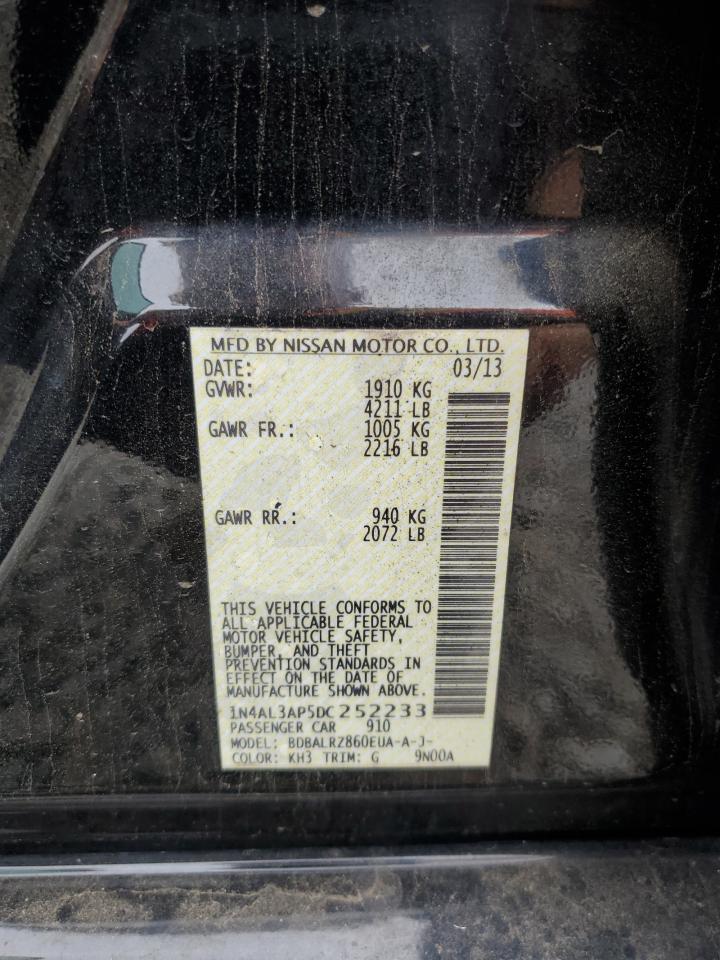 MFD BY NISSAN MOTOR CO., LTD.
DATE: 03/13
GVWR: 1910 KG
4211 LB
GAWR FR.: 1005 KG
2216 LB
GAWR RR.: 940 KG
2072 LB
THIS VEHICLE CONFORMS TO
ALL APPLICABLE FEDERAL
MOTOR VEHICLE SAFETY,
BUMPER, AND THEFT
PREVENTION STANDARDS IN
EFFECT ON THE DATE OF
MANUFACTURE SHOWN ABOVE.
1N4AL3AP5DC252233
PASSENGER CAR 910
MODEL: BDBALRZ860EUA-A-J-
COLOR: KH3 TRIM: G 9N00A